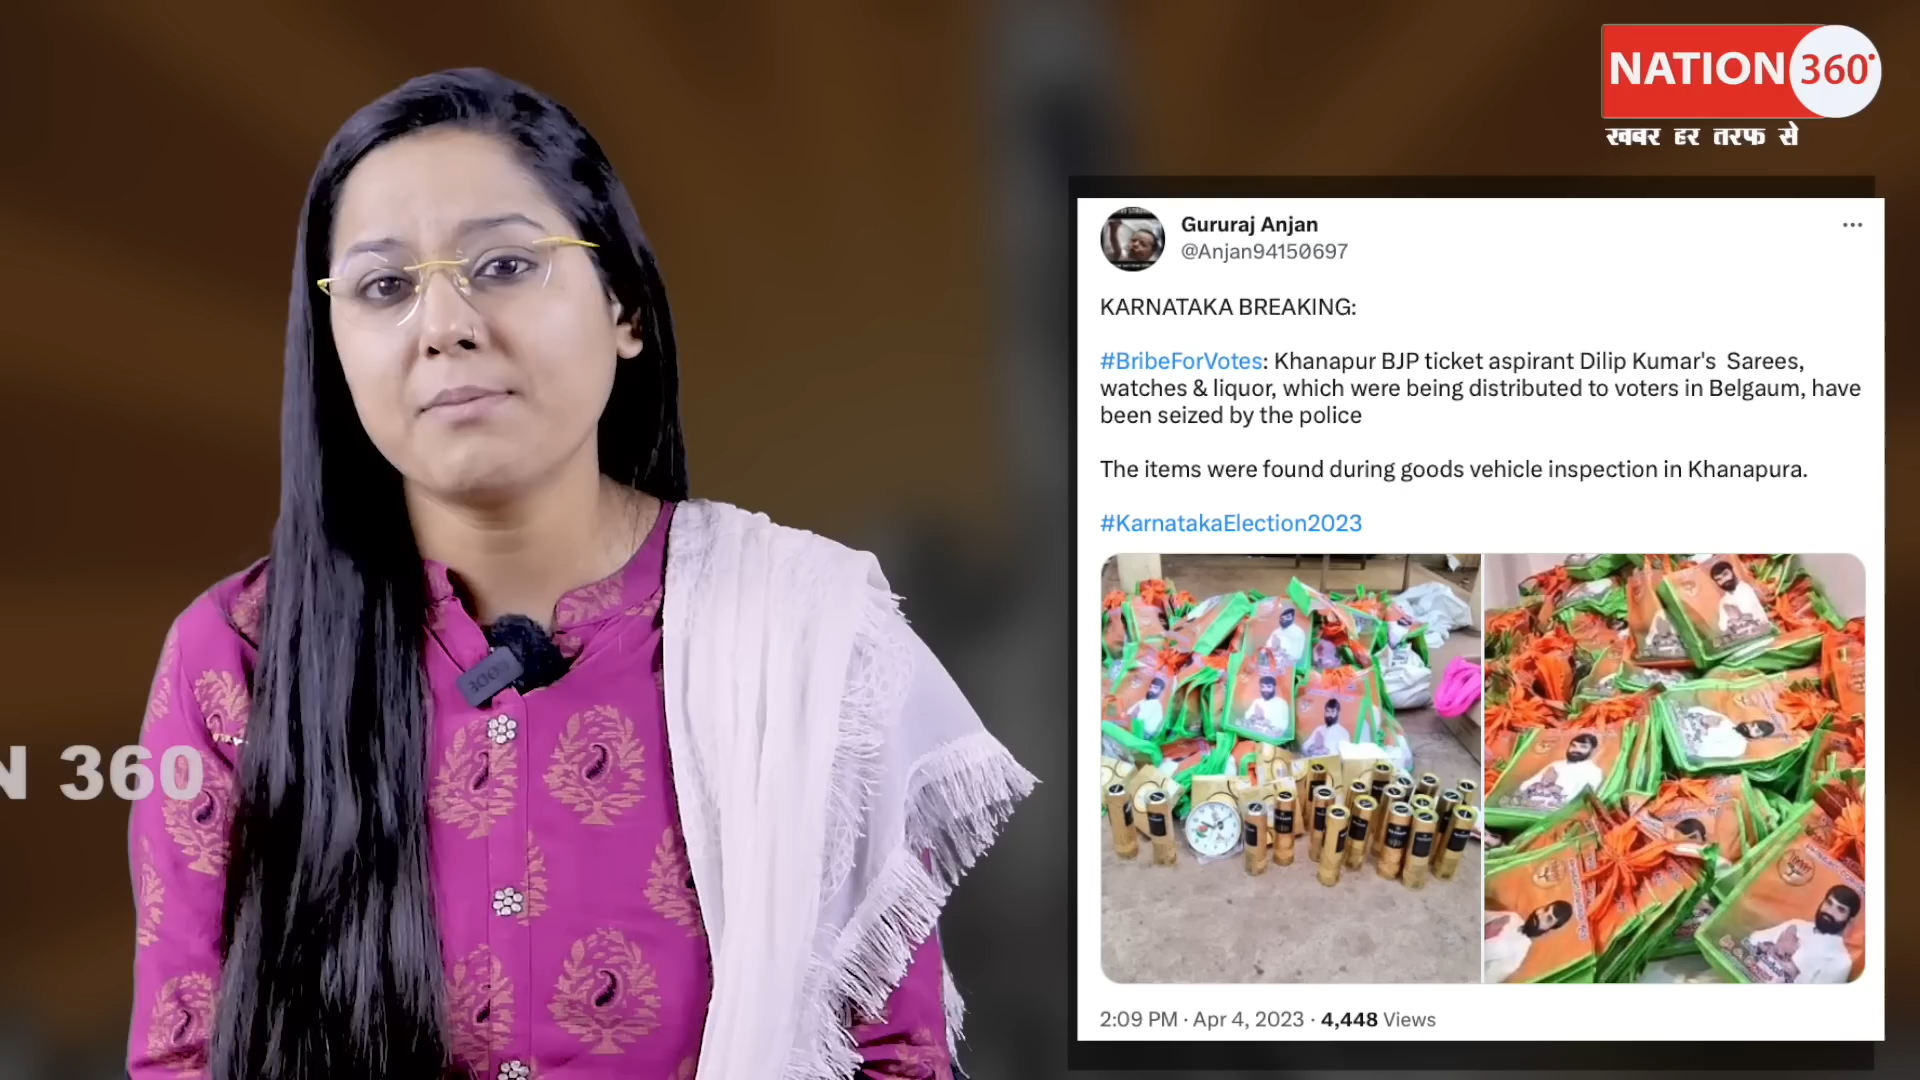 NATION 360°
खबर हर तरफ से
Gururaj Anjan
@Anjan94150697
KARNATAKA BREAKING:
#BribeForVotes: Khanapur BJP ticket aspirant Dilip Kumar's Sarees,
watches & liquor, which were being distributed to voters in Belgaum, have
been seized by the police
The items were found during goods vehicle inspection in Khanapura.
#KarnatakaElection2023
2:09 PM · Apr 4, 2023 · 4,448 Views
N 360
RODE